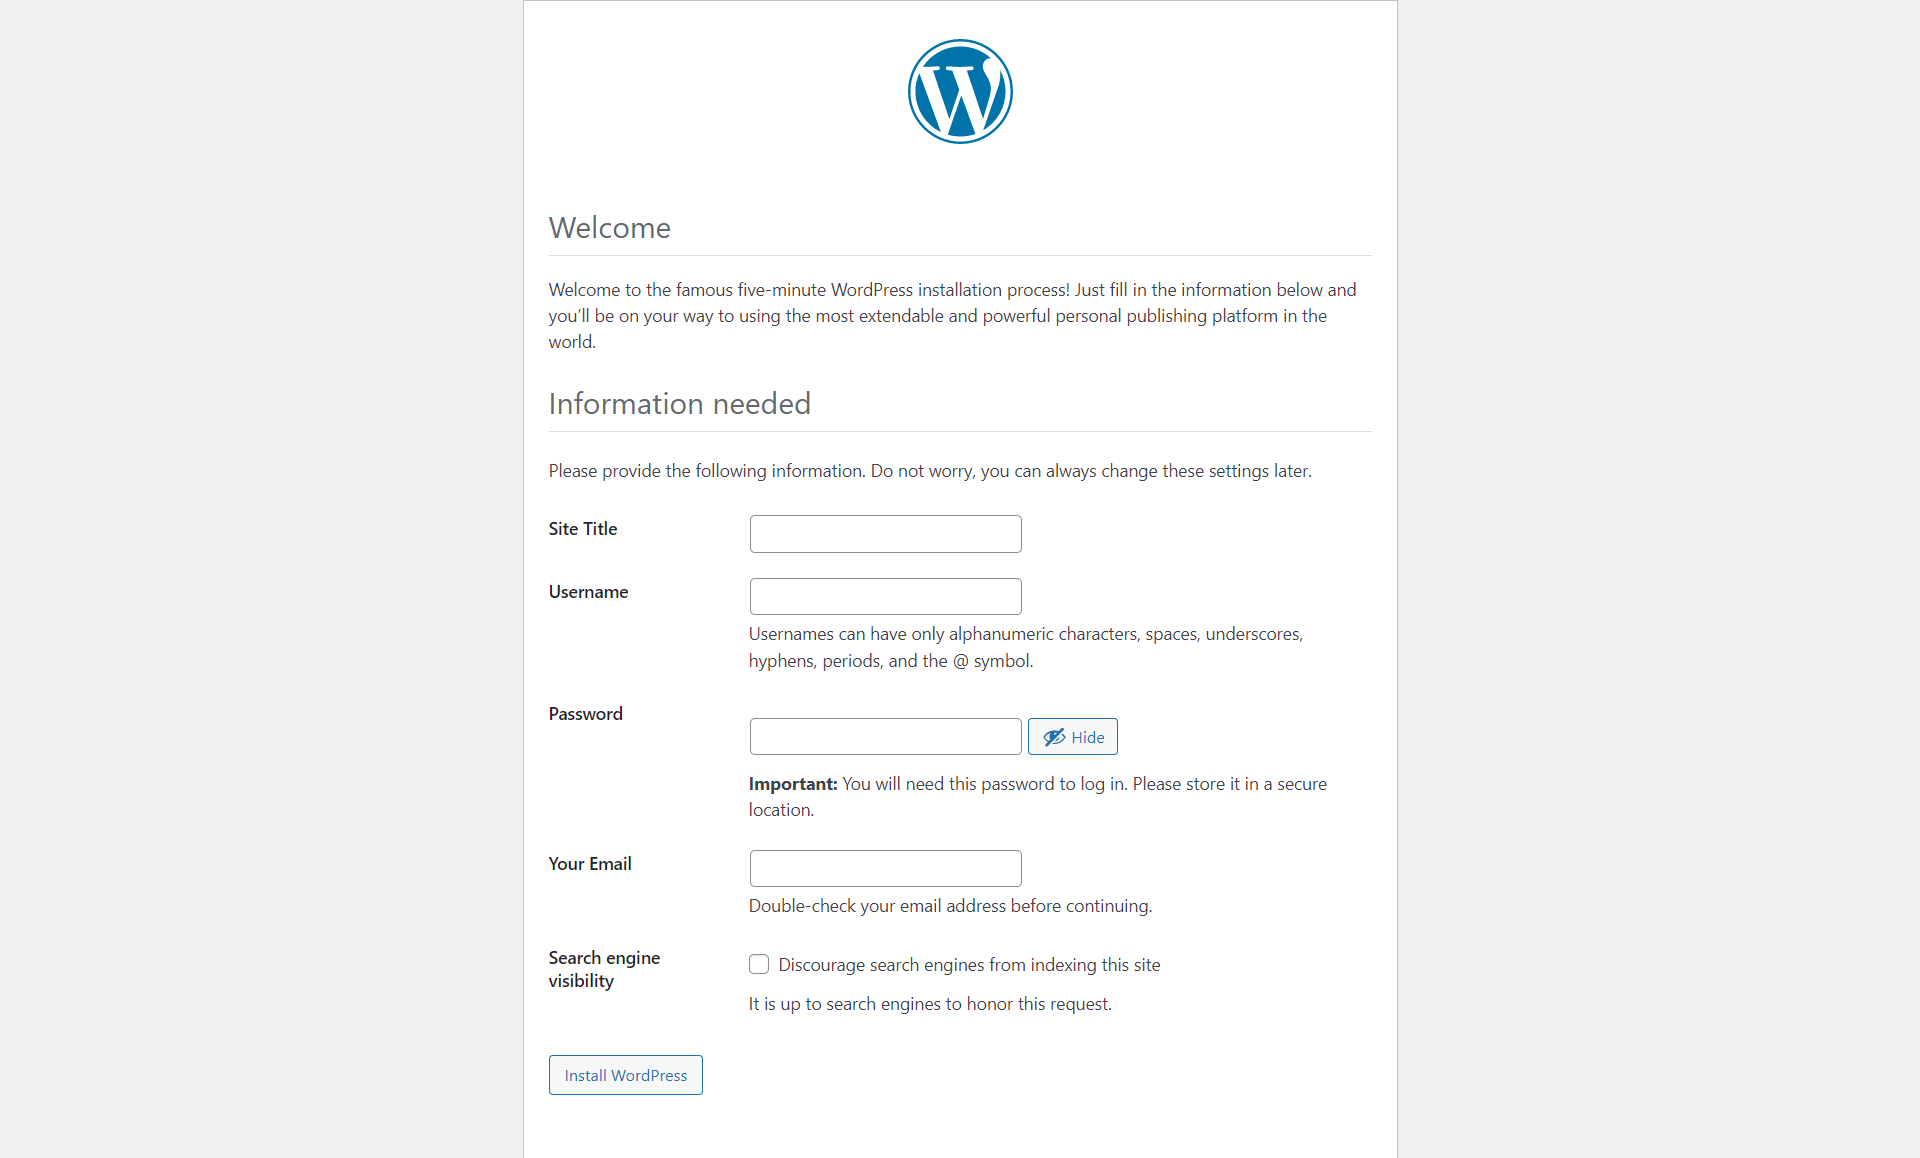 Welcome
Welcome to the famous five-minute WordPress installation process! Just fill in the information below and
you’ll be on your way to using the most extendable and powerful personal publishing platform in the
world.
Information needed
Please provide the following information. Do not worry, you can always change these settings later.
Site Title
Username
Usernames can have only alphanumeric characters, spaces, underscores,
hyphens, periods, and the @ symbol.
Password
Hide
Important: You will need this password to log in. Please store it in a secure
location.
Your Email
Double-check your email address before continuing.
Search engine
visibility
Discourage search engines from indexing this site
It is up to search engines to honor this request.
Install WordPress